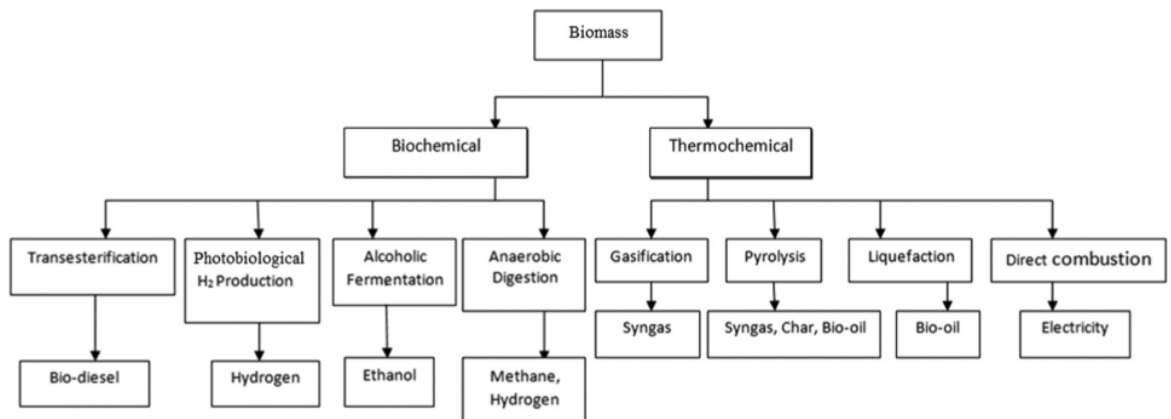 Biomass
Biochemical
Thermochemical
Transesterification
Photobiological
H₂ Production
Alcoholic
Fermentation
Anaerobic
Digestion
Gasification
Pyrolysis
Liquefaction
Direct combustion
Bio-diesel
Hydrogen
Ethanol
Methane,
Hydrogen
Syngas
Syngas, Char, Bio-oil
Bio-oil
Electricity